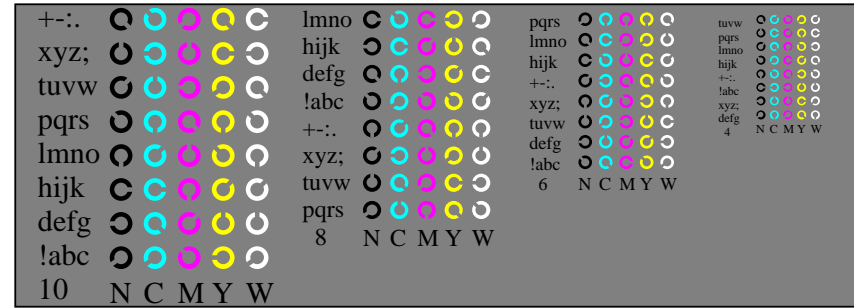 +-:.
xyz;
tuvw
pqrs
lmno
hijk
defg
!abc
10 N C M Y W
lmno
hijk
defg
!abc
+-:.
xyz;
tuvw
pqrs
8 N C M Y W
pqrs
lmno
hijk
+-:.
xyz;
tuvw
defg
!abc
6 N C M Y W
tuvw
pqrs
lmno
hijk
+-:.
!abc
xyz;
defg
4 N C M Y W